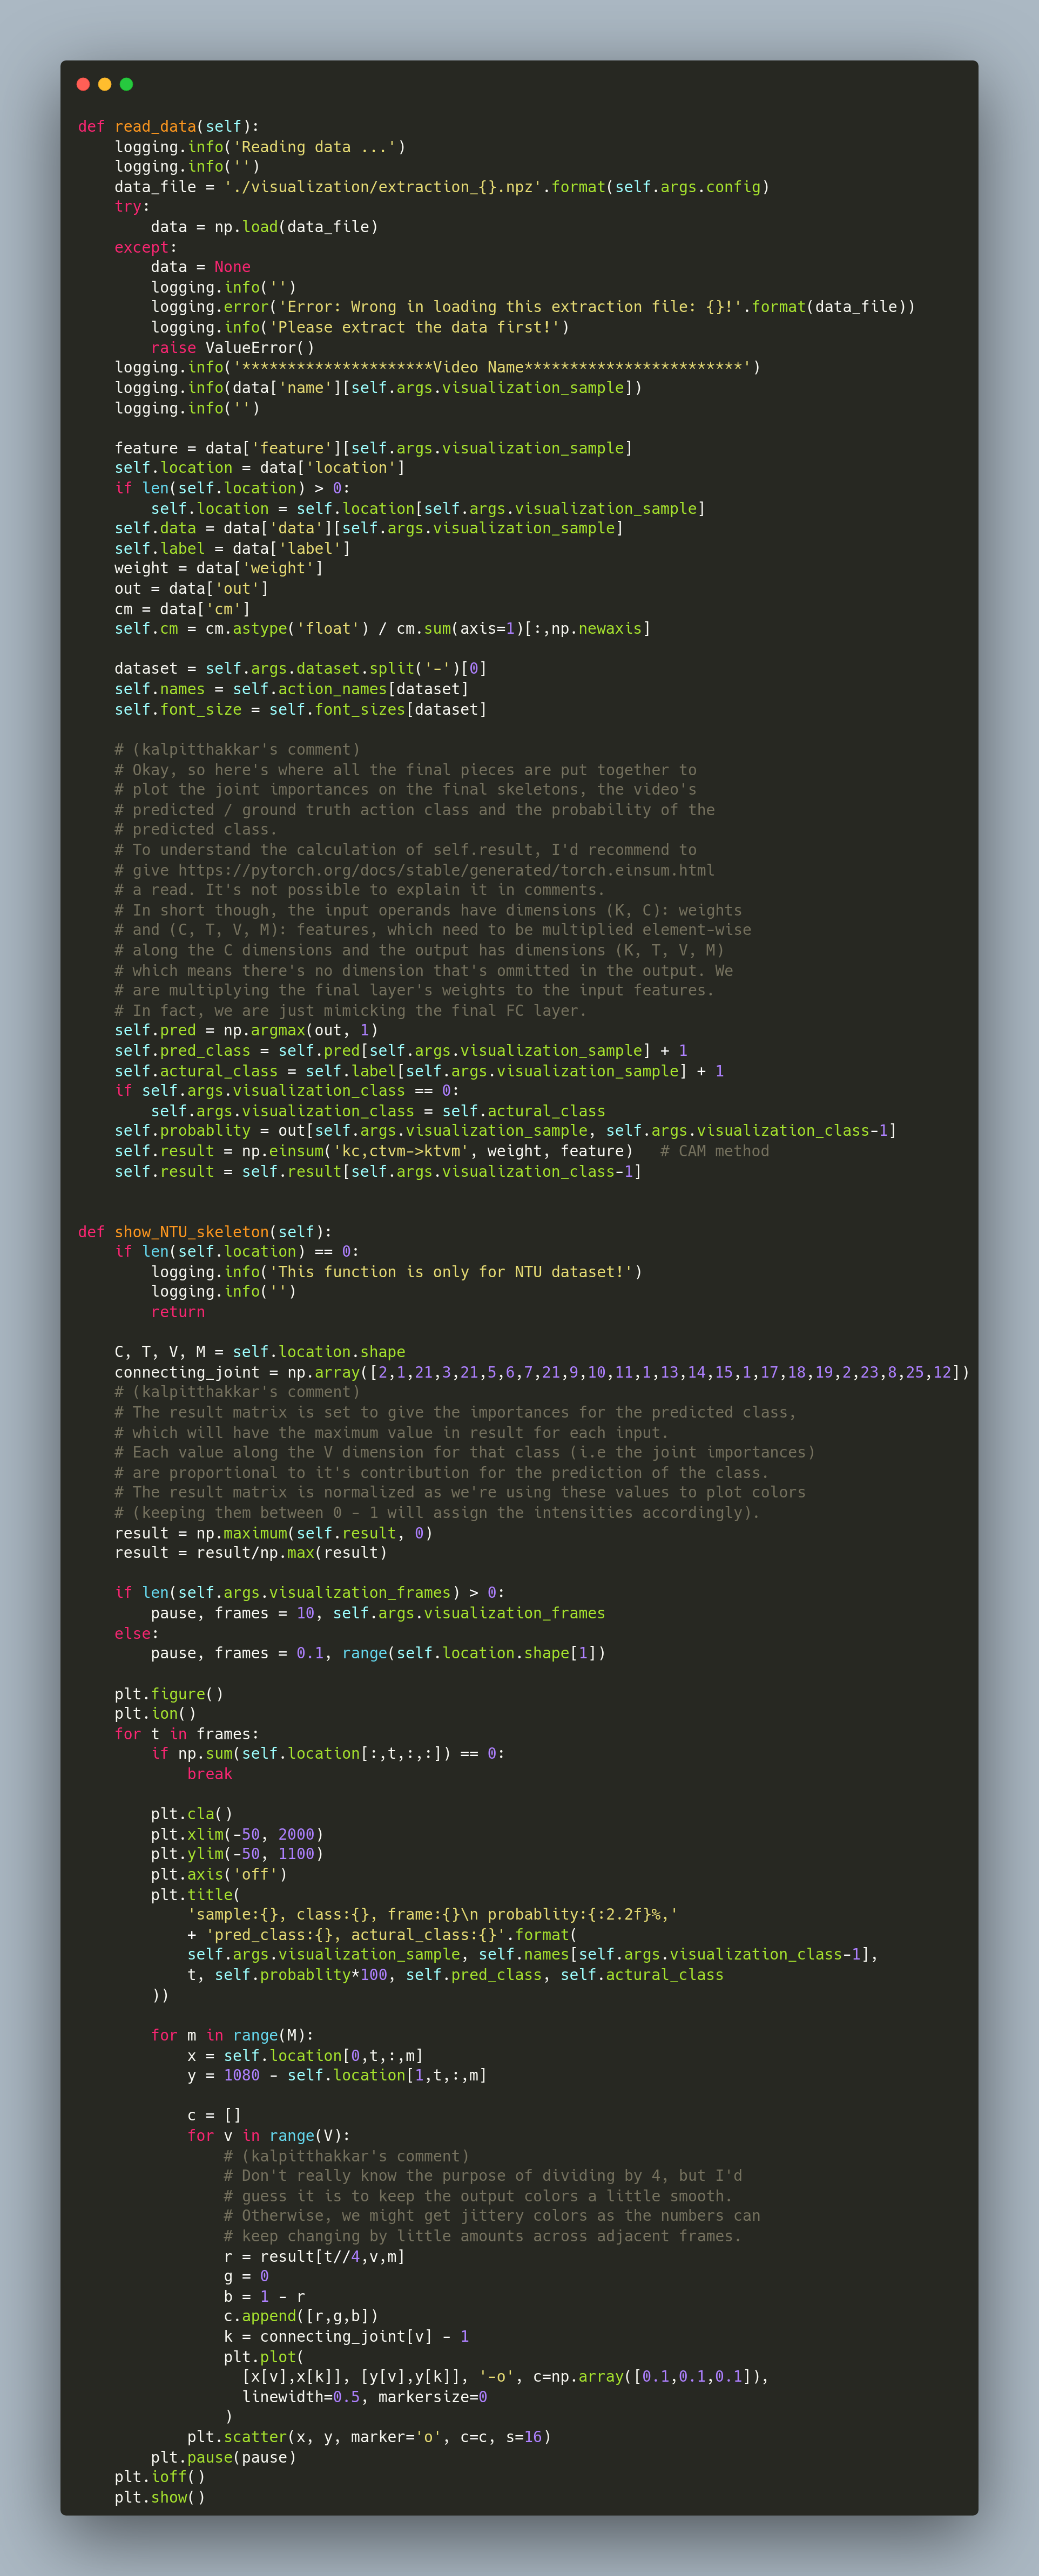 def read_data(self):
    logging.info('Reading data ...')
    logging.info('')
    data_file = './visualization/extraction_{}.npz'.format(self.args.config)
    try:
        data = np.load(data_file)
    except:
        data = None
        logging.info('')
        logging.error('Error: Wrong in loading this extraction file: {}!'.format(data_file))
        logging.info('Please extract the data first!')
        raise ValueError()
    logging.info('*********************Video Name************************')
    logging.info(data['name'][self.args.visualization_sample])
    logging.info('')

    feature = data['feature'][self.args.visualization_sample]
    self.location = data['location']
    if len(self.location) > 0:
        self.location = self.location[self.args.visualization_sample]
    self.data = data['data'][self.args.visualization_sample]
    self.label = data['label']
    weight = data['weight']
    out = data['out']
    cm = data['cm']
    self.cm = cm.astype('float') / cm.sum(axis=1)[:,np.newaxis]

    dataset = self.args.dataset.split('-')[0]
    self.names = self.action_names[dataset]
    self.font_size = self.font_sizes[dataset]

    # (kalpitthakkar's comment)
    # Okay, so here's where all the final pieces are put together to
    # plot the joint importances on the final skeletons, the video's
    # predicted / ground truth action class and the probability of the
    # predicted class.
    # To understand the calculation of self.result, I'd recommend to
    # give https://pytorch.org/docs/stable/generated/torch.einsum.html
    # a read. It's not possible to explain it in comments.
    # In short though, the input operands have dimensions (K, C): weights
    # and (C, T, V, M): features, which need to be multiplied element-wise
    # along the C dimensions and the output has dimensions (K, T, V, M)
    # which means there's no dimension that's ommitted in the output. We
    # are multiplying the final layer's weights to the input features.
    # In fact, we are just mimicking the final FC layer.
    self.pred = np.argmax(out, 1)
    self.pred_class = self.pred[self.args.visualization_sample] + 1
    self.actural_class = self.label[self.args.visualization_sample] + 1
    if self.args.visualization_class == 0:
        self.args.visualization_class = self.actural_class
    self.probablity = out[self.args.visualization_sample, self.args.visualization_class-1]
    self.result = np.einsum('kc,ctvm->ktvm', weight, feature)   # CAM method
    self.result = self.result[self.args.visualization_class-1]


def show_NTU_skeleton(self):
    if len(self.location) == 0:
        logging.info('This function is only for NTU dataset!')
        logging.info('')
        return

    C, T, V, M = self.location.shape
    connecting_joint = np.array([2,1,21,3,21,5,6,7,21,9,10,11,1,13,14,15,1,17,18,19,2,23,8,25,12])
    # (kalpitthakkar's comment)
    # The result matrix is set to give the importances for the predicted class,
    # which will have the maximum value in result for each input.
    # Each value along the V dimension for that class (i.e the joint importances)
    # are proportional to it's contribution for the prediction of the class.
    # The result matrix is normalized as we're using these values to plot colors
    # (keeping them between 0 - 1 will assign the intensities accordingly).
    result = np.maximum(self.result, 0)
    result = result/np.max(result)

    if len(self.args.visualization_frames) > 0:
        pause, frames = 10, self.args.visualization_frames
    else:
        pause, frames = 0.1, range(self.location.shape[1])

    plt.figure()
    plt.ion()
    for t in frames:
        if np.sum(self.location[:,t,:,:]) == 0:
            break

        plt.cla()
        plt.xlim(-50, 2000)
        plt.ylim(-50, 1100)
        plt.axis('off')
        plt.title(
            'sample:{}, class:{}, frame:{}\n probablity:{:2.2f}%,'
            + 'pred_class:{}, actural_class:{}'.format(
            self.args.visualization_sample, self.names[self.args.visualization_class-1],
            t, self.probablity*100, self.pred_class, self.actural_class
        ))

        for m in range(M):
            x = self.location[0,t,:,m]
            y = 1080 - self.location[1,t,:,m]

            c = []
            for v in range(V):
                # (kalpitthakkar's comment)
                # Don't really know the purpose of dividing by 4, but I'd
                # guess it is to keep the output colors a little smooth.
                # Otherwise, we might get jittery colors as the numbers can
                # keep changing by little amounts across adjacent frames.
                r = result[t//4,v,m]
                g = 0
                b = 1 - r
                c.append([r,g,b])
                k = connecting_joint[v] - 1
                plt.plot(
                  [x[v],x[k]], [y[v],y[k]], '-o', c=np.array([0.1,0.1,0.1]),
                  linewidth=0.5, markersize=0
                )
            plt.scatter(x, y, marker='o', c=c, s=16)
        plt.pause(pause)
    plt.ioff()
    plt.show()